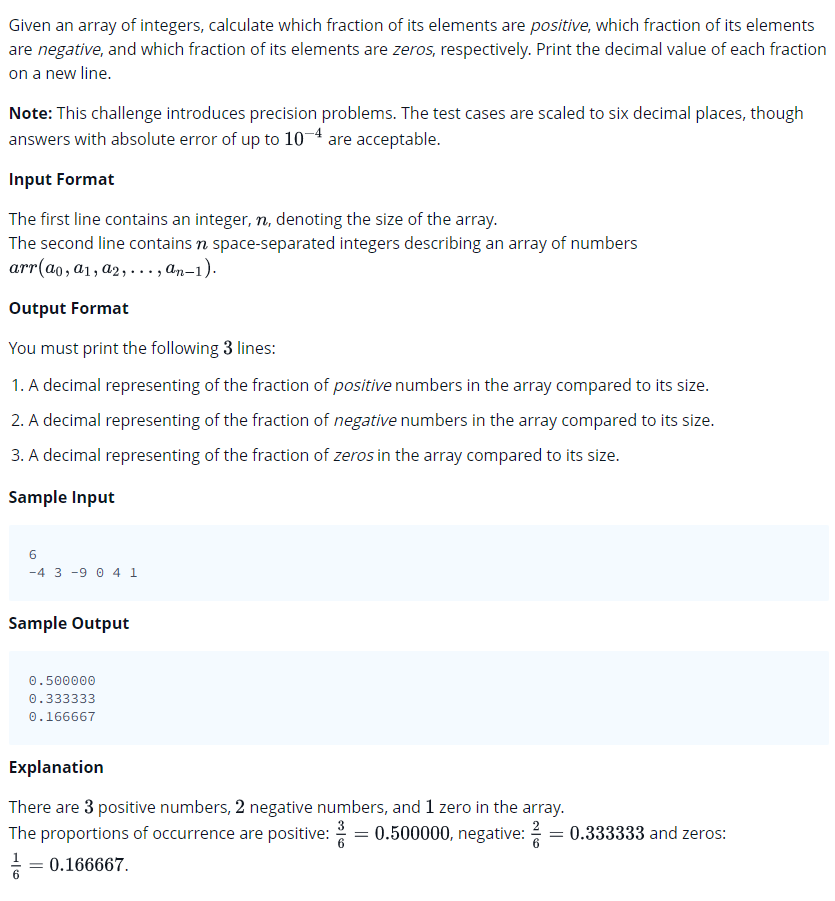 Given an array of integers, calculate which fraction of its elements are positive, which fraction of its elements
are negative, and which fraction of its elements are zeros, respectively. Print the decimal value of each fraction
on a new line.
Note: This challenge introduces precision problems. The test cases are scaled to six decimal places, though
answers with absolute error of up to 10⁻⁴ are acceptable.
Input Format
The first line contains an integer, n, denoting the size of the array.
The second line contains n space-separated integers describing an array of numbers
arr(a₀, a₁, a₂, . . . , aₙ₋₁).
Output Format
You must print the following 3 lines:
1. A decimal representing of the fraction of positive numbers in the array compared to its size.
2. A decimal representing of the fraction of negative numbers in the array compared to its size.
3. A decimal representing of the fraction of zeros in the array compared to its size.
Sample Input
6
-4 3 -9 0 4 1
Sample Output
0.500000
0.333333
0.166667
Explanation
There are 3 positive numbers, 2 negative numbers, and 1 zero in the array.
The proportions of occurrence are positive: 3/6 = 0.500000, negative: 2/6 = 0.333333 and zeros:
1/6 = 0.166667.